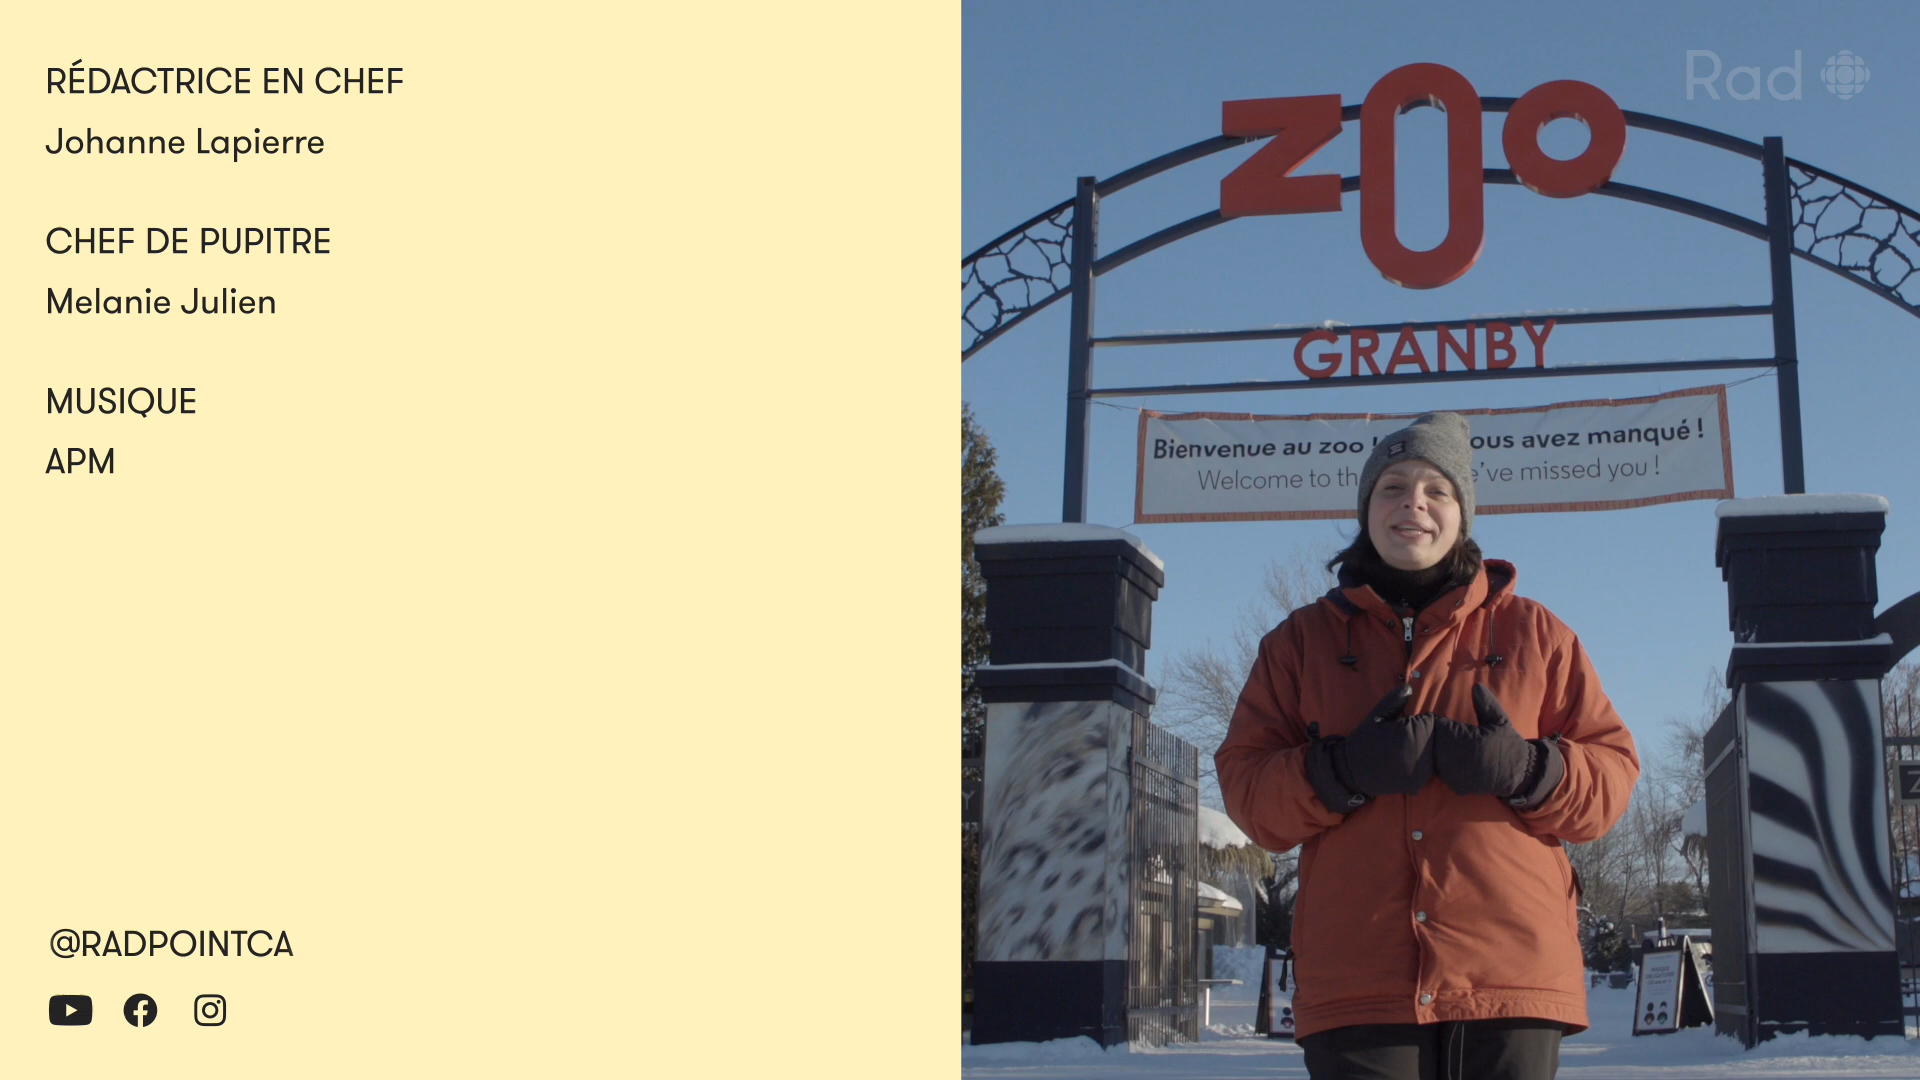 RÉDACTRICE EN CHEF
Johanne Lapierre
CHEF DE PUPITRE
Melanie Julien
MUSIQUE
APM
@RADPOINTCA
Rad
ZOO
GRANBY
Bienvenue au zoo ! ous avez manqué !
Welcome to th e've missed you !